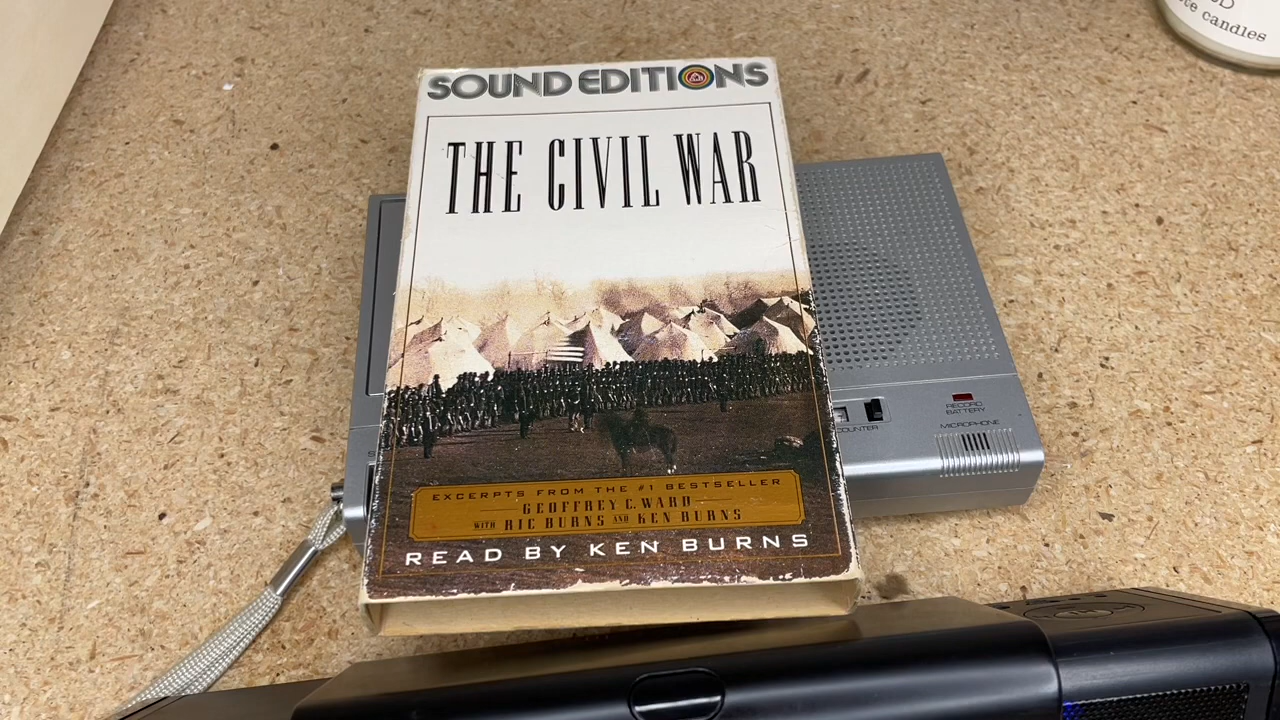 SOUND EDITIONS
THE CIVIL WAR
EXCERPTS FROM THE #1 BESTSELLER
GEOFFREY C. WARD
WITH RIC BURNS AND KEN BURNS
READ BY KEN BURNS
COUNTER
RECORD
BATTERY
MICROPHONE
candles